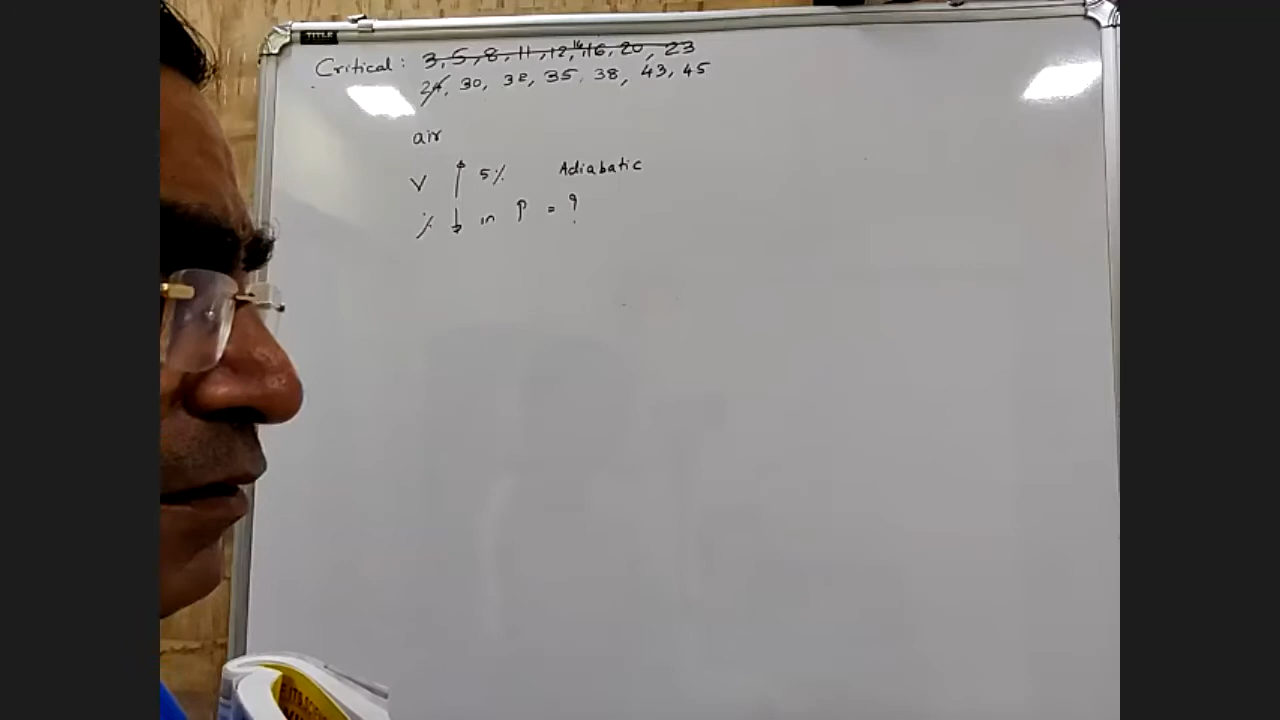 TITLE
Critical: 3, 5, 8, 11, 12, 14, 16, 20, 23
24, 30, 32, 35, 38, 43, 45
air
V ↑ 5% Adiabatic
% ↓ in P = ?